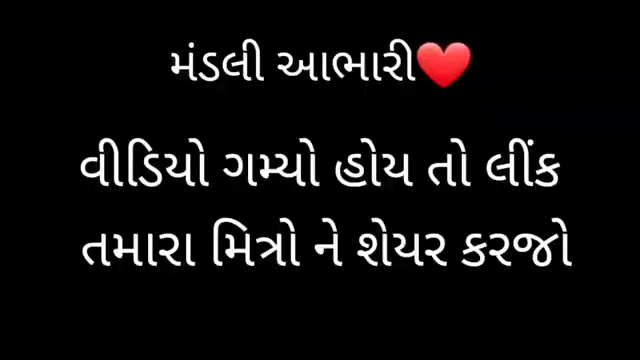 મંડલી આભારી❤️
વીડિયો ગમ્યો હોય તો લીંક
તમારા મિત્રો ને શેયર કરજો